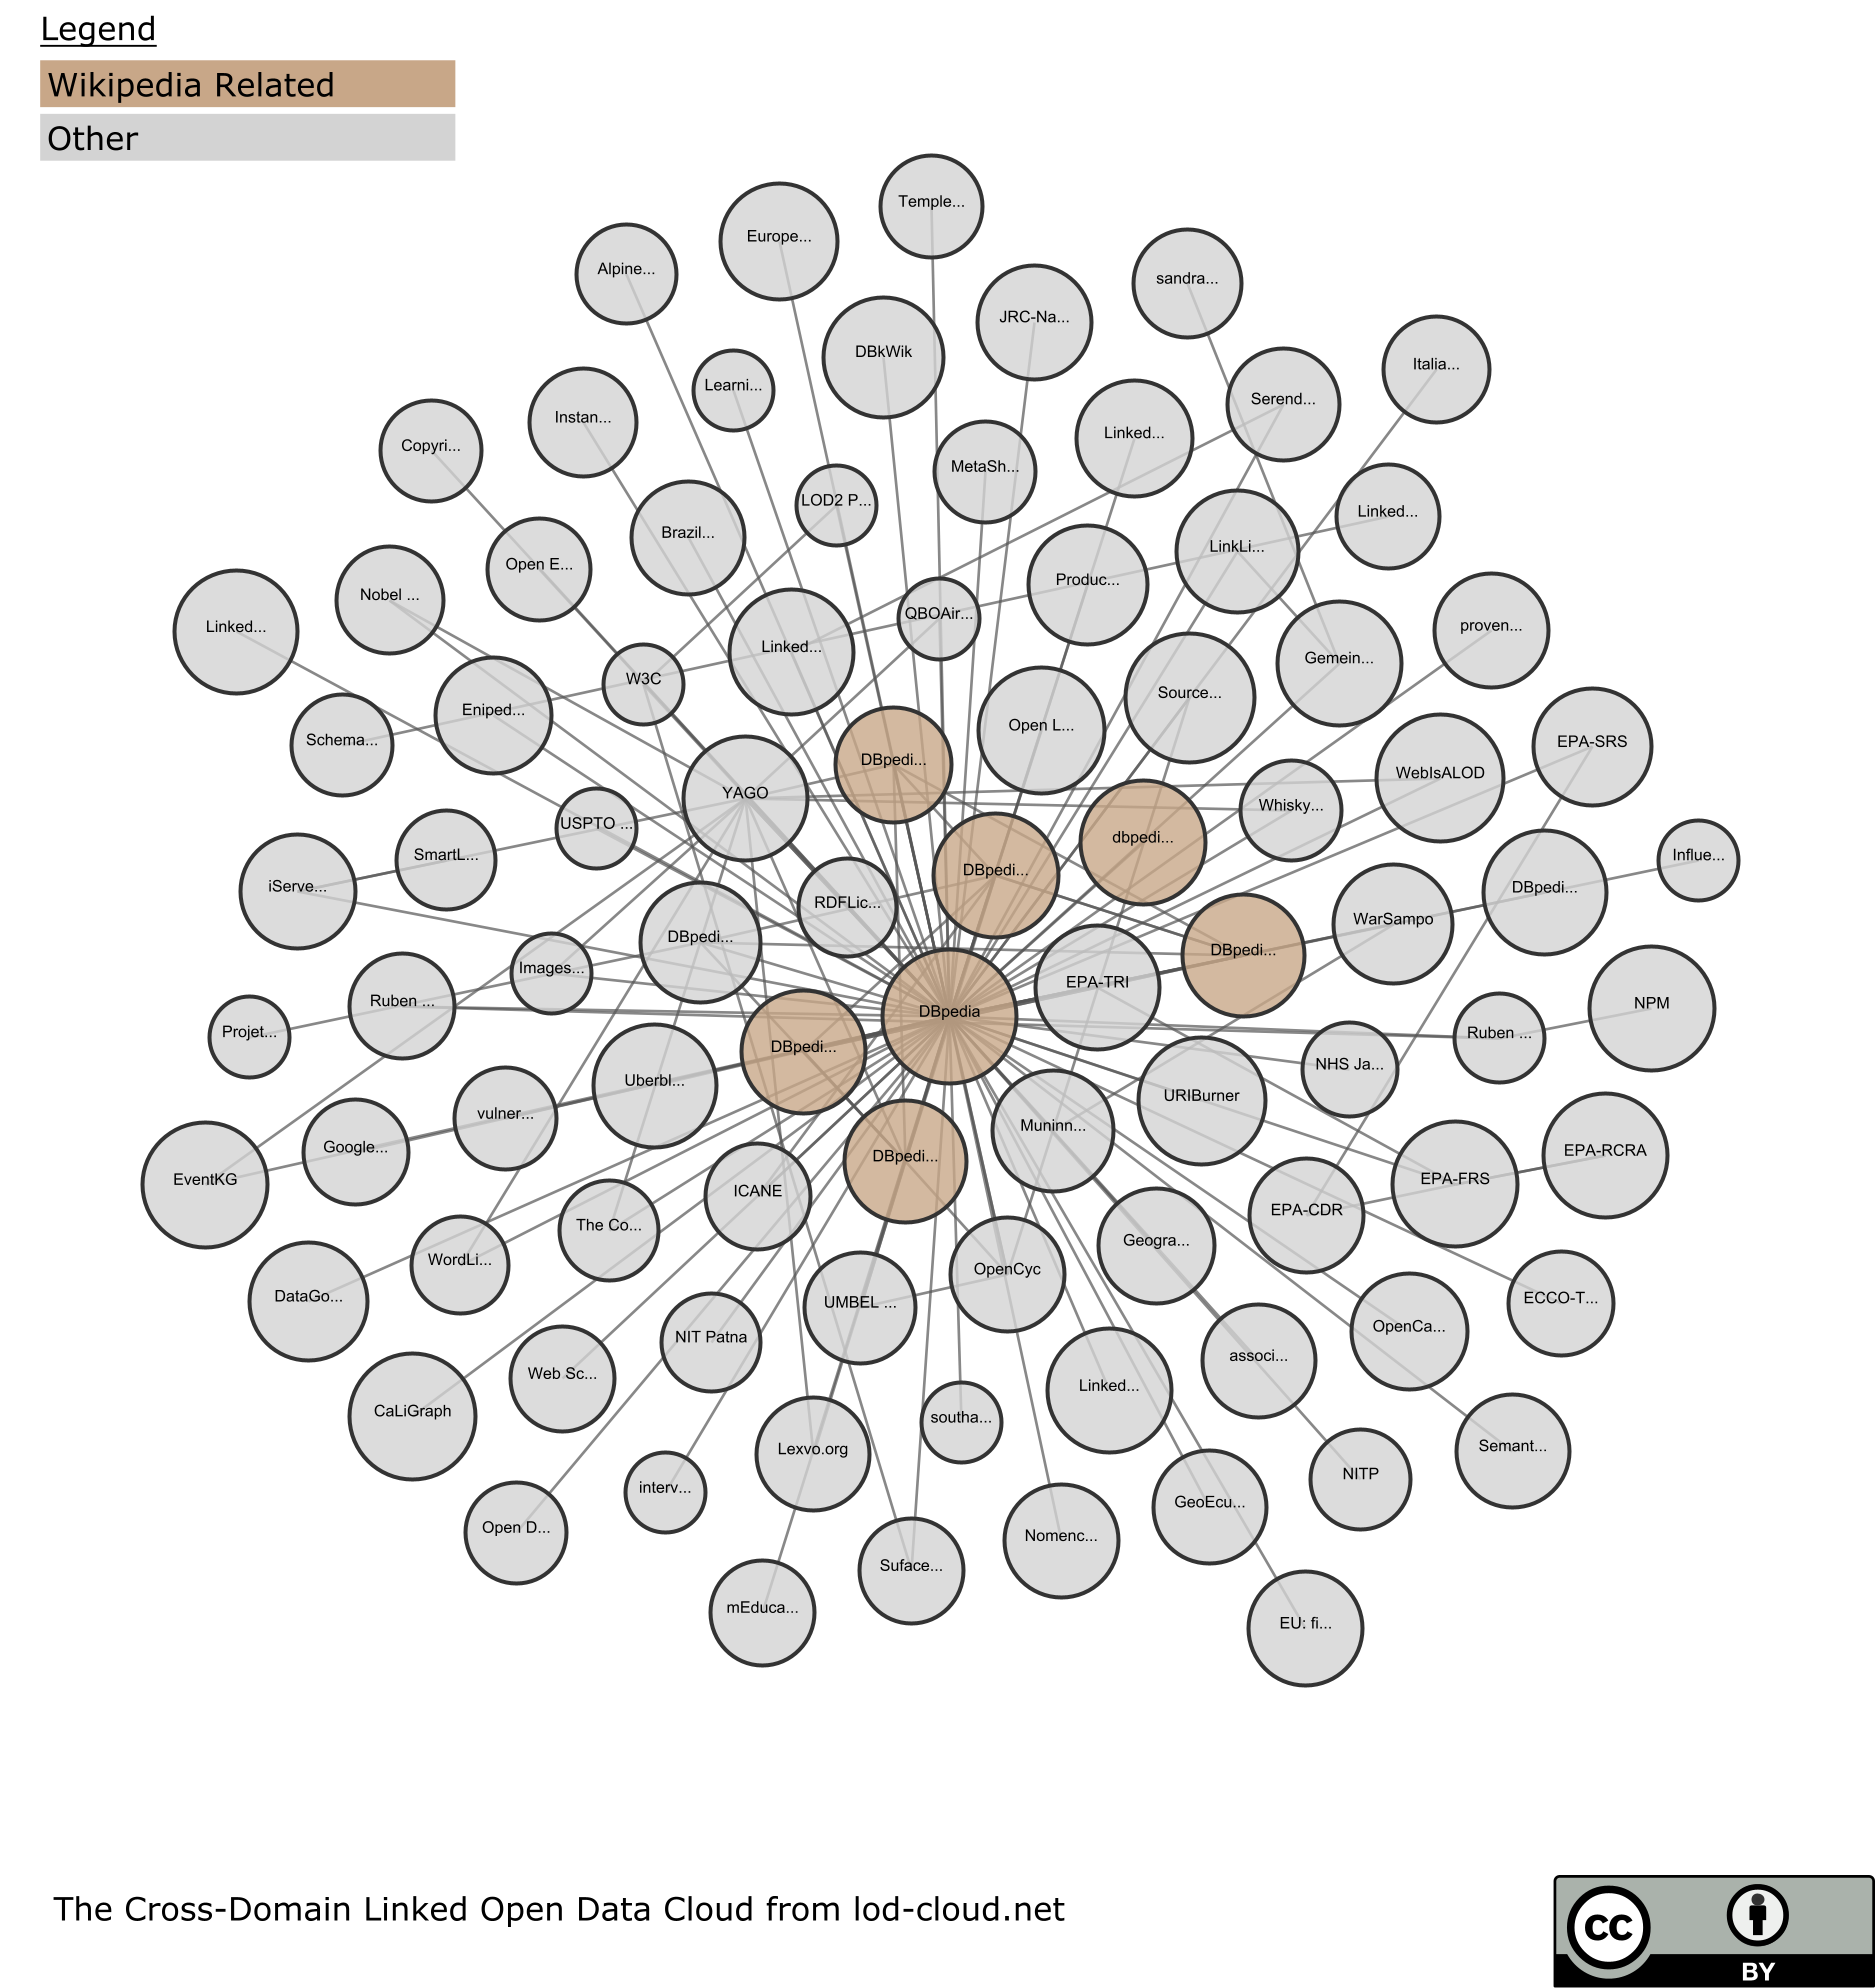 Legend
Wikipedia Related
Other
Temple...
Europe...
Alpine...
sandra...
JRC-Na...
DBkWik
Italia...
Learni...
Serend...
Instan...
Linked...
Copyri...
MetaSh...
LOD2 P...
Linked...
Brazil...
LinkLi...
Open E...
Produc...
Nobel ...
QBOAir...
Linked...
proven...
Linked...
Gemein...
W3C
Source...
Eniped...
Open L...
Schema...
EPA-SRS
DBpedi...
WebIsALOD
YAGO
Whisky...
USPTO ...
dbpedi...
SmartL...
Influe...
DBpedi...
iServe...
DBpedi...
RDFLic...
WarSampo
DBpedi...
DBpedi...
Images...
EPA-TRI
Ruben ...
NPM
DBpedia
Projet...
Ruben ...
DBpedi...
NHS Ja...
Uberbl...
URIBurner
vulner...
Muninn...
Google...
EPA-RCRA
DBpedi...
EventKG
EPA-FRS
ICANE
EPA-CDR
The Co...
Geogra...
WordLi...
OpenCyc
DataGo...
UMBEL ...
ECCO-T...
OpenCa...
NIT Patna
associ...
Web Sc...
Linked...
CaLiGraph
southa...
Lexvo.org
Semant...
NITP
interv...
GeoEcu...
Open D...
Nomenc...
Suface...
mEduca...
EU: fi...
The Cross-Domain Linked Open Data Cloud from lod-cloud.net
cc
BY